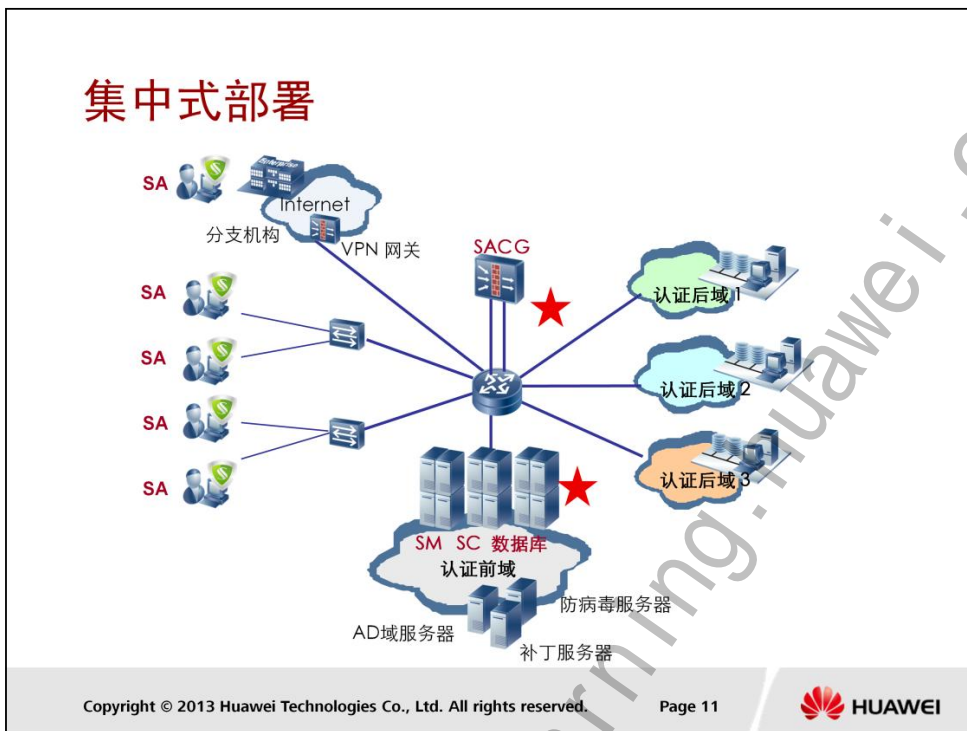 集中式部署
Enterprise
SA
Internet
分支机构
VPN 网关
SACG
SA
认证后域 1
SA
认证后域 2
SA
认证后域 3
SA
SM SC 数据库
认证前域
防病毒服务器
AD域服务器
补丁服务器
Copyright © 2013 Huawei Technologies Co., Ltd. All rights reserved.
Page 11
HUAWEI
rning.huawei.